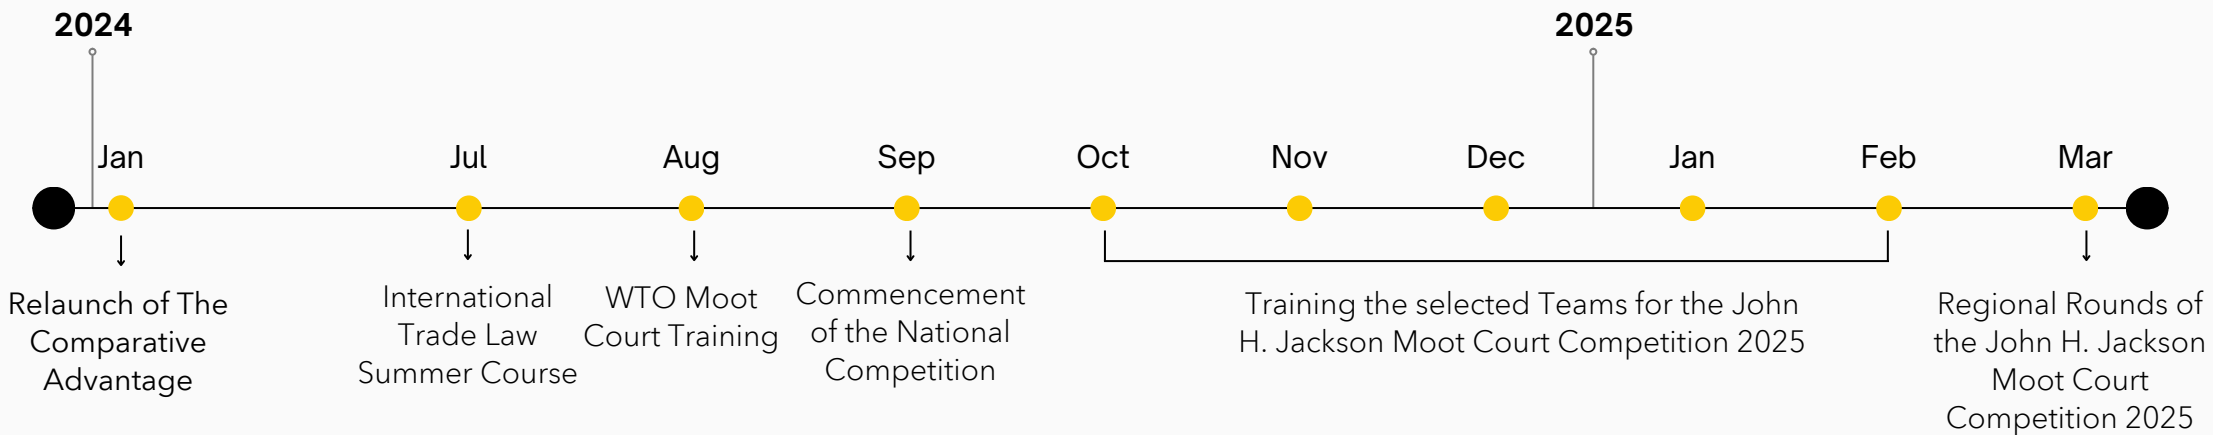 2024
2025
Jan
Jul
Aug
Sep
Oct
Nov
Dec
Jan
Feb
Mar
Relaunch of The
Comparative
Advantage
International
Trade Law
Summer Course
WTO Moot
Court Training
Commencement
of the National
Competition
Training the selected Teams for the John
H. Jackson Moot Court Competition 2025
Regional Rounds of
the John H. Jackson
Moot Court
Competition 2025